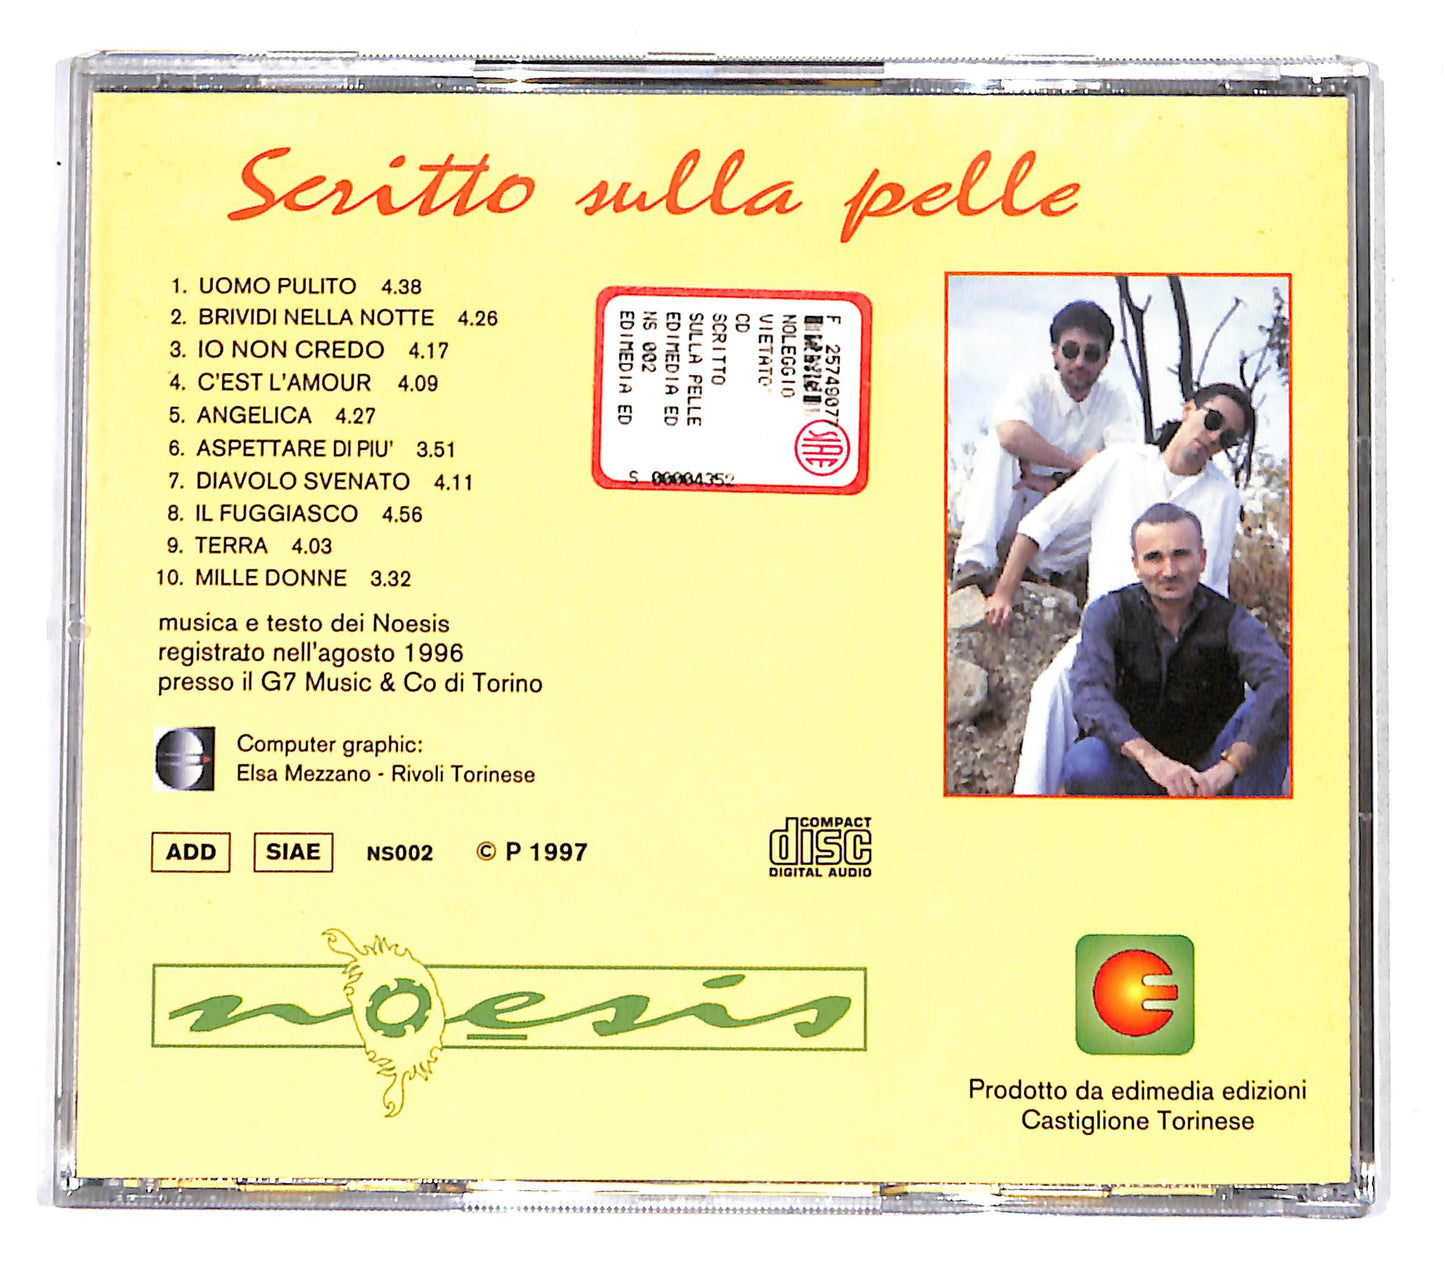 Scritto sulla pelle
1. UOMO PULITO 4.38
2. BRIVIDI NELLA NOTTE 4.26
3. IO NON CREDO 4.17
4. C'EST L'AMOUR 4.09
5. ANGELICA 4.27
6. ASPETTARE DI PIU' 3.51
7. DIAVOLO SVENATO 4.11
8. IL FUGGIASCO 4.56
9. TERRA 4.03
10. MILLE DONNE 3.32
F 25749077
NOLEGGIO
VIETATO
CD
SCRITTO
SULLA PELLE
EDIMEDIA ED
NS 002
EDIMEDIA ED
SIAE
S 00004352
musica e testo dei Noesis
registrato nell'agosto 1996
presso il G7 Music & Co di Torino
Computer graphic:
Elsa Mezzano - Rivoli Torinese
ADD SIAE NS002 © P 1997
COMPACT
disc
DIGITAL AUDIO
noesis
Prodotto da edimedia edizioni
Castiglione Torinese